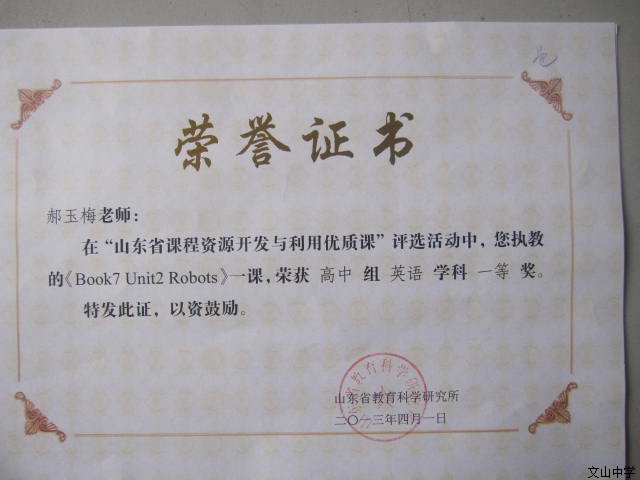 荣誉证书
郝玉梅老师：
在“山东省课程资源开发与利用优质课”评选活动中，您执教
的《Book7 Unit2 Robots》一课，荣获 高中 组 英语 学科 一等 奖。
特发此证，以资鼓励。
山东省教育科学研究所
二〇一三年四月一日
文山中学